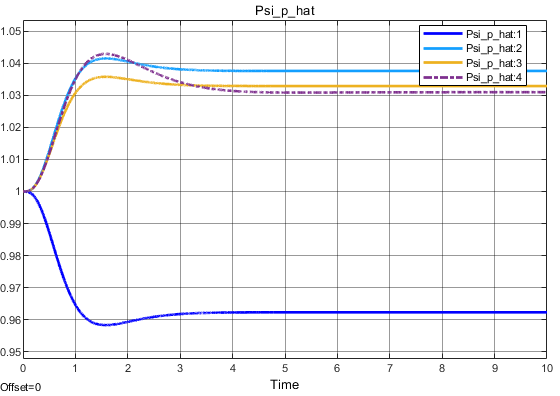 Psi_p_hat
1.05
1.04
1.03
1.02
1.01
1
0.99
0.98
0.97
0.96
0.95
Psi_p_hat:1
Psi_p_hat:2
Psi_p_hat:3
Psi_p_hat:4
0 1 2 3 4 5 6 7 8 9 10
Time
Offset=0